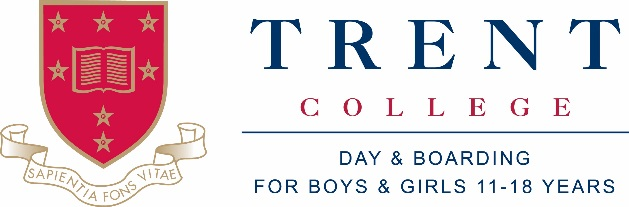 SAPIENTIA FONS VITAE
TRENT
COLLEGE
DAY & BOARDING
FOR BOYS & GIRLS 11-18 YEARS